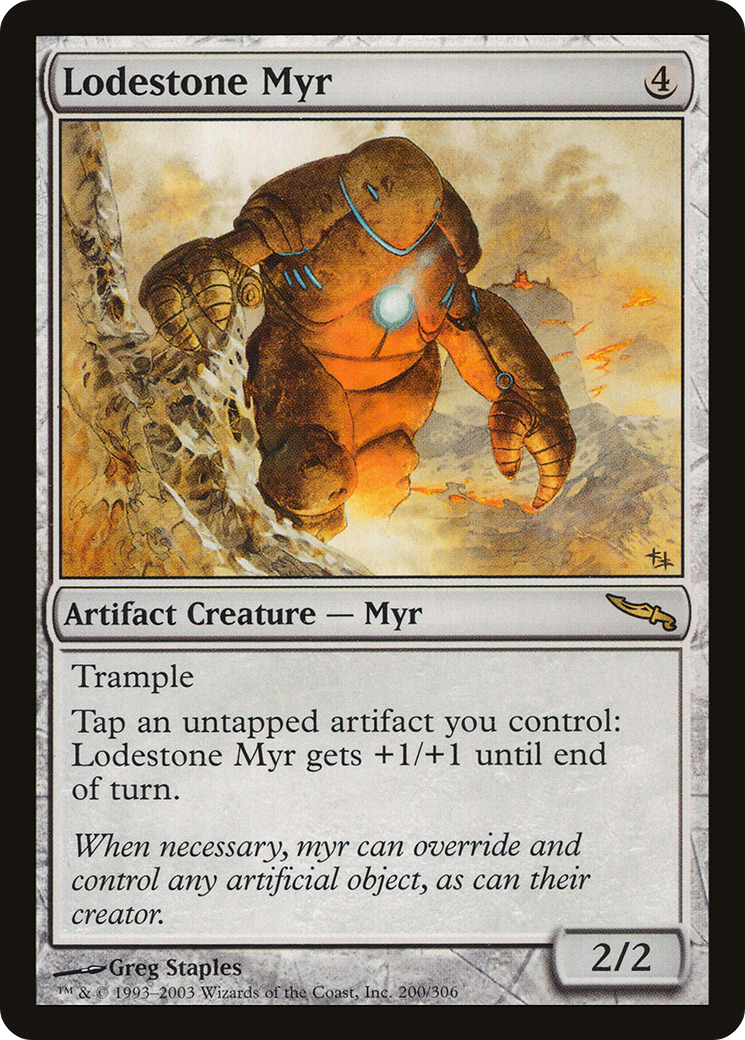 Lodestone Myr
4
Artifact Creature — Myr
Trample
Tap an untapped artifact you control:
Lodestone Myr gets +1/+1 until end
of turn.
When necessary, myr can override and
control any artificial object, as can their
creator.
2/2
Greg Staples
™ & © 1993–2003 Wizards of the Coast, Inc. 200/306